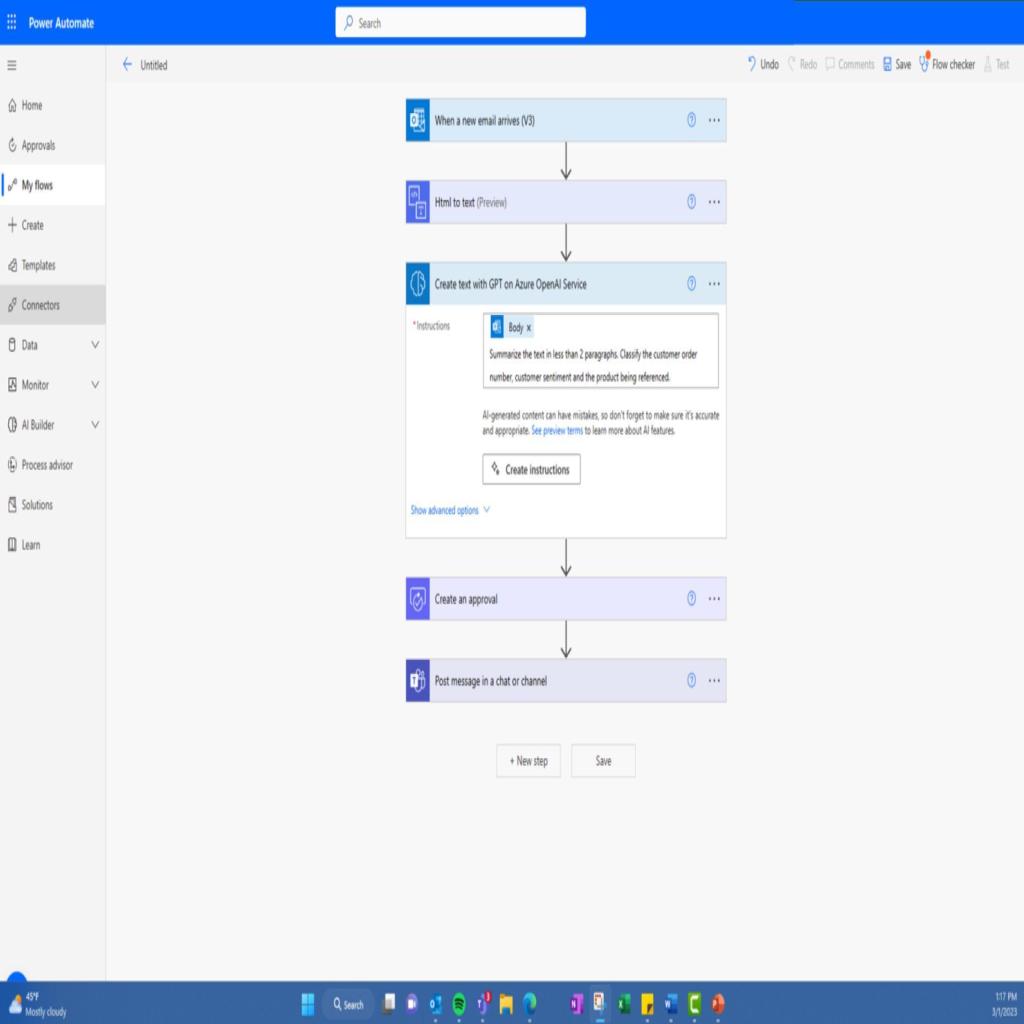 Power Automate
Search
Untitled
Undo
Redo
Comments
Save
Flow checker
Test
Home
Approvals
My flows
Create
Templates
Connectors
Data
Monitor
AI Builder
Process advisor
Solutions
Learn
When a new email arrives (V3)
Html to text (Preview)
Create text with GPT on Azure OpenAI Service
*Instructions
Body x
Summarize the text in less than 2 paragraphs. Classify the customer order
number, customer sentiment and the product being referenced.
AI-generated content can have mistakes, so don't forget to make sure it's accurate
and appropriate. See preview terms to learn more about AI features.
Create instructions
Show advanced options
Create an approval
Post message in a chat or channel
+ New step
Save
45°F
Mostly cloudy
Search
1:17 PM
3/1/2023